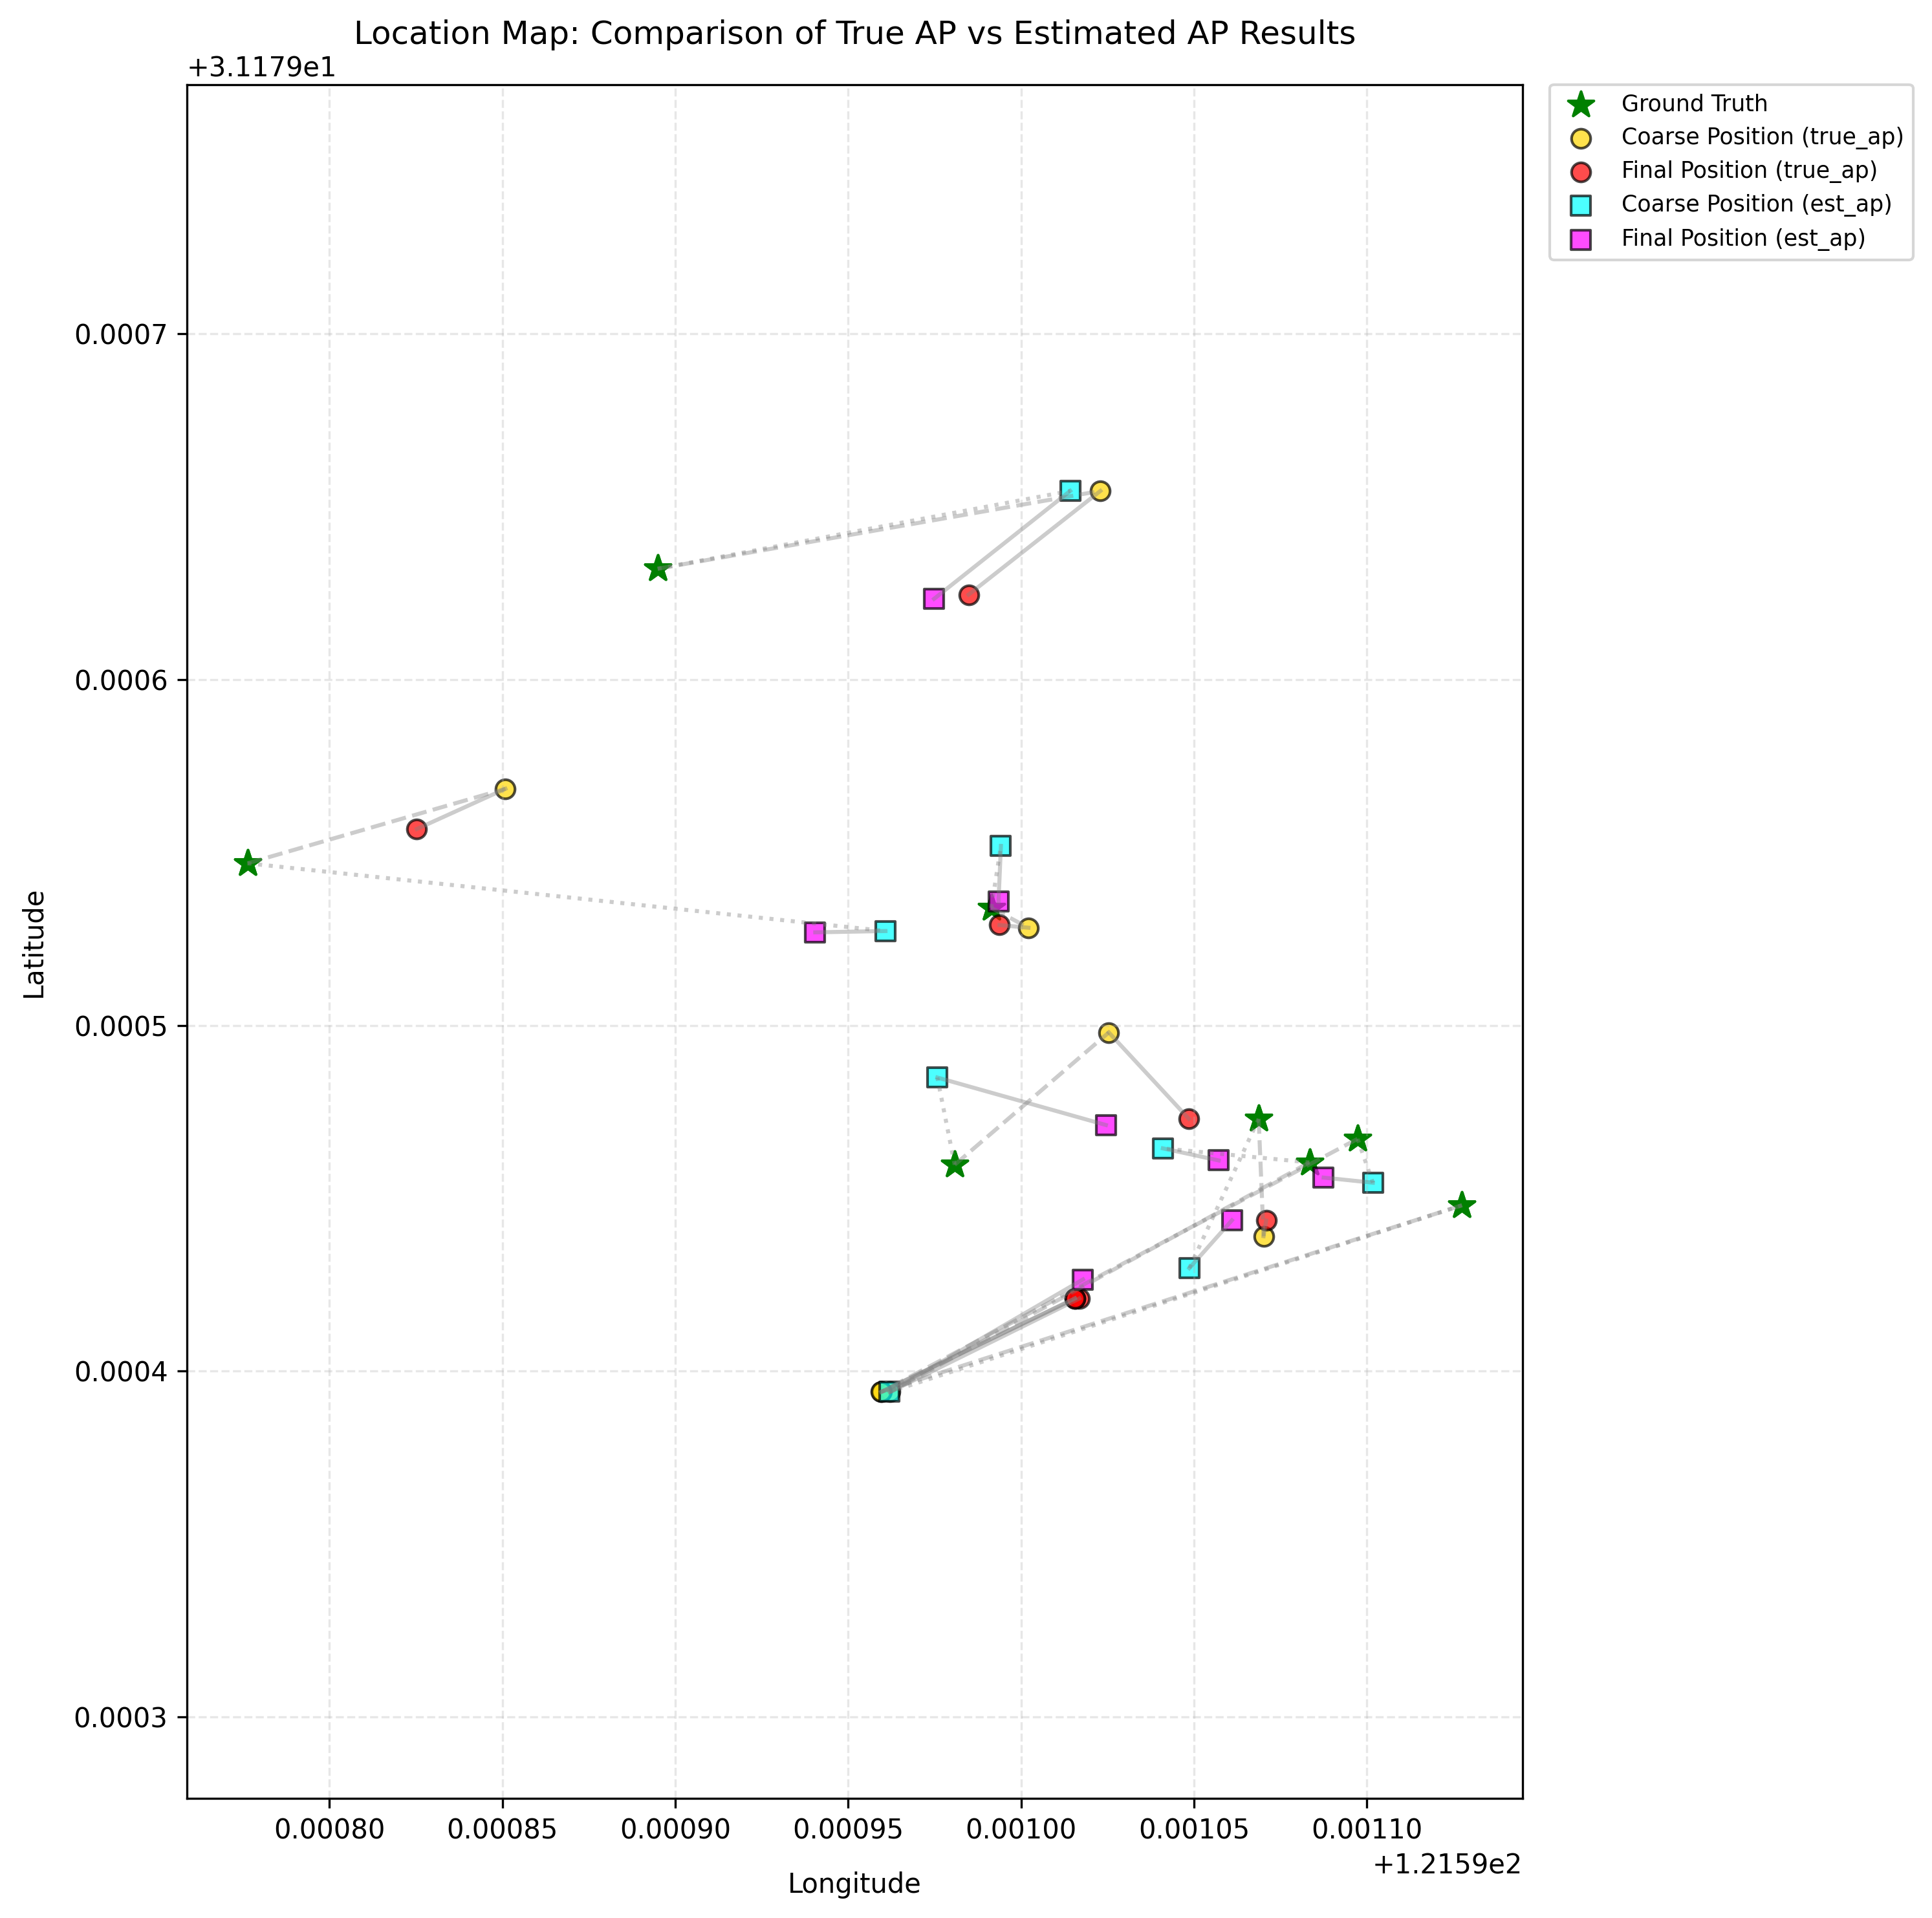 Location Map: Comparison of True AP vs Estimated AP Results
+3.1179e1
Ground Truth
Coarse Position (true_ap)
Final Position (true_ap)
Coarse Position (est_ap)
Final Position (est_ap)
0.0007
0.0006
0.0005
0.0004
0.0003
Latitude
0.00080 0.00085 0.00090 0.00095 0.00100 0.00105 0.00110
+1.2159e2
Longitude